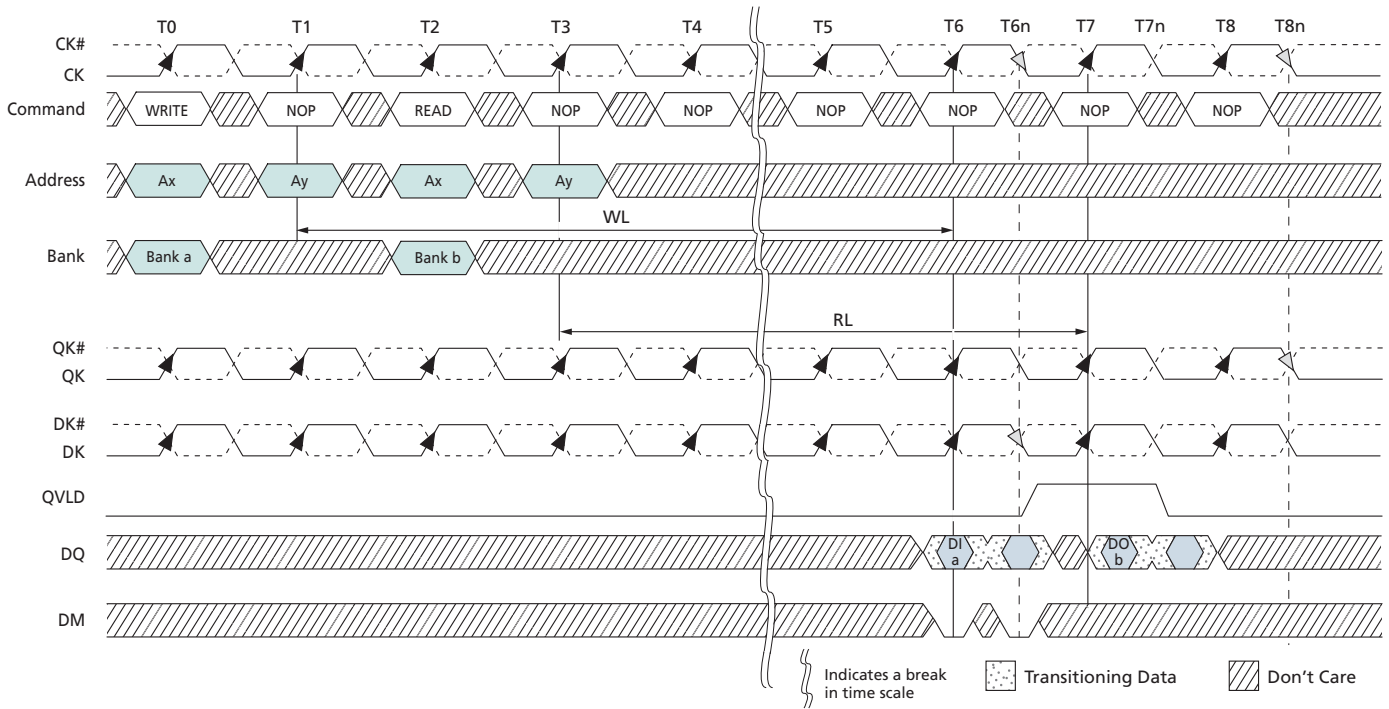 T0 T1 T2 T3 T4 T5 T6 T6n T7 T7n T8 T8n
CK#
CK
Command WRITE NOP READ NOP NOP NOP NOP NOP NOP
Address Ax Ay Ax Ay
WL
Bank Bank a Bank b
RL
QK#
QK
DK#
DK
QVLD
DQ DI a DO b
DM
Indicates a break
in time scale
Transitioning Data
Don't Care